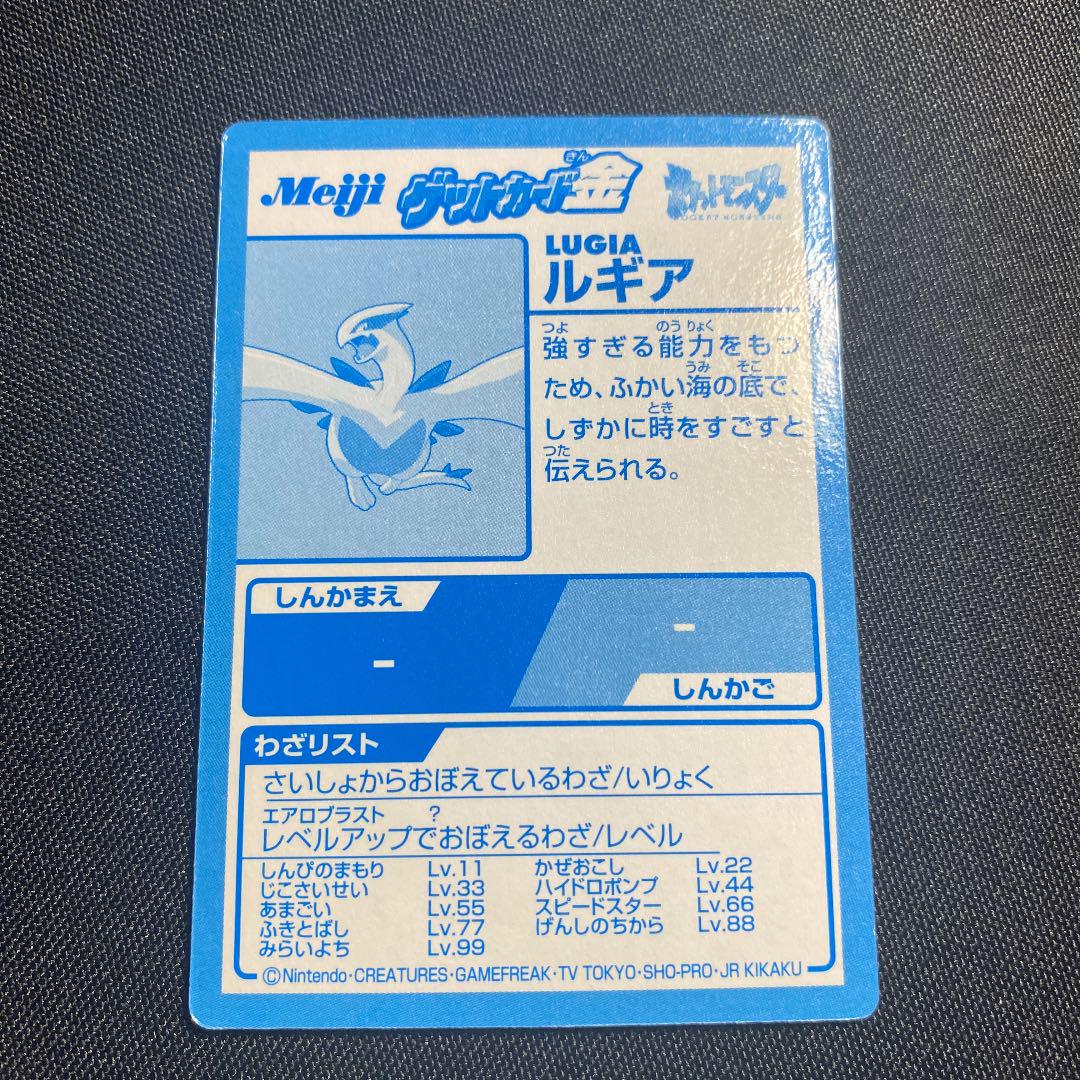 Meiji ゲットカード金 ポケットモンスター
きん
POCKET MONSTERS
LUGIA
ルギア
つよ のうりょく
強すぎる能力をもつ
うみ そこ
ため、ふかい海の底で、
とき
しずかに時をすごすと
つた
伝えられる。
しんかまえ
-
-
しんかご
わざリスト
さいしょからおぼえているわざ/いりょく
エアロブラスト ?
レベルアップでおぼえるわざ/レベル
しんぴのまもり Lv.11 かぜおこし Lv.22
じこさいせい Lv.33 ハイドロポンプ Lv.44
あまごい Lv.55 スピードスター Lv.66
ふきとばし Lv.77 げんしのちから Lv.88
みらいよち Lv.99
©Nintendo・CREATURES・GAMEFREAK・TV TOKYO・SHO-PRO・JR KIKAKU